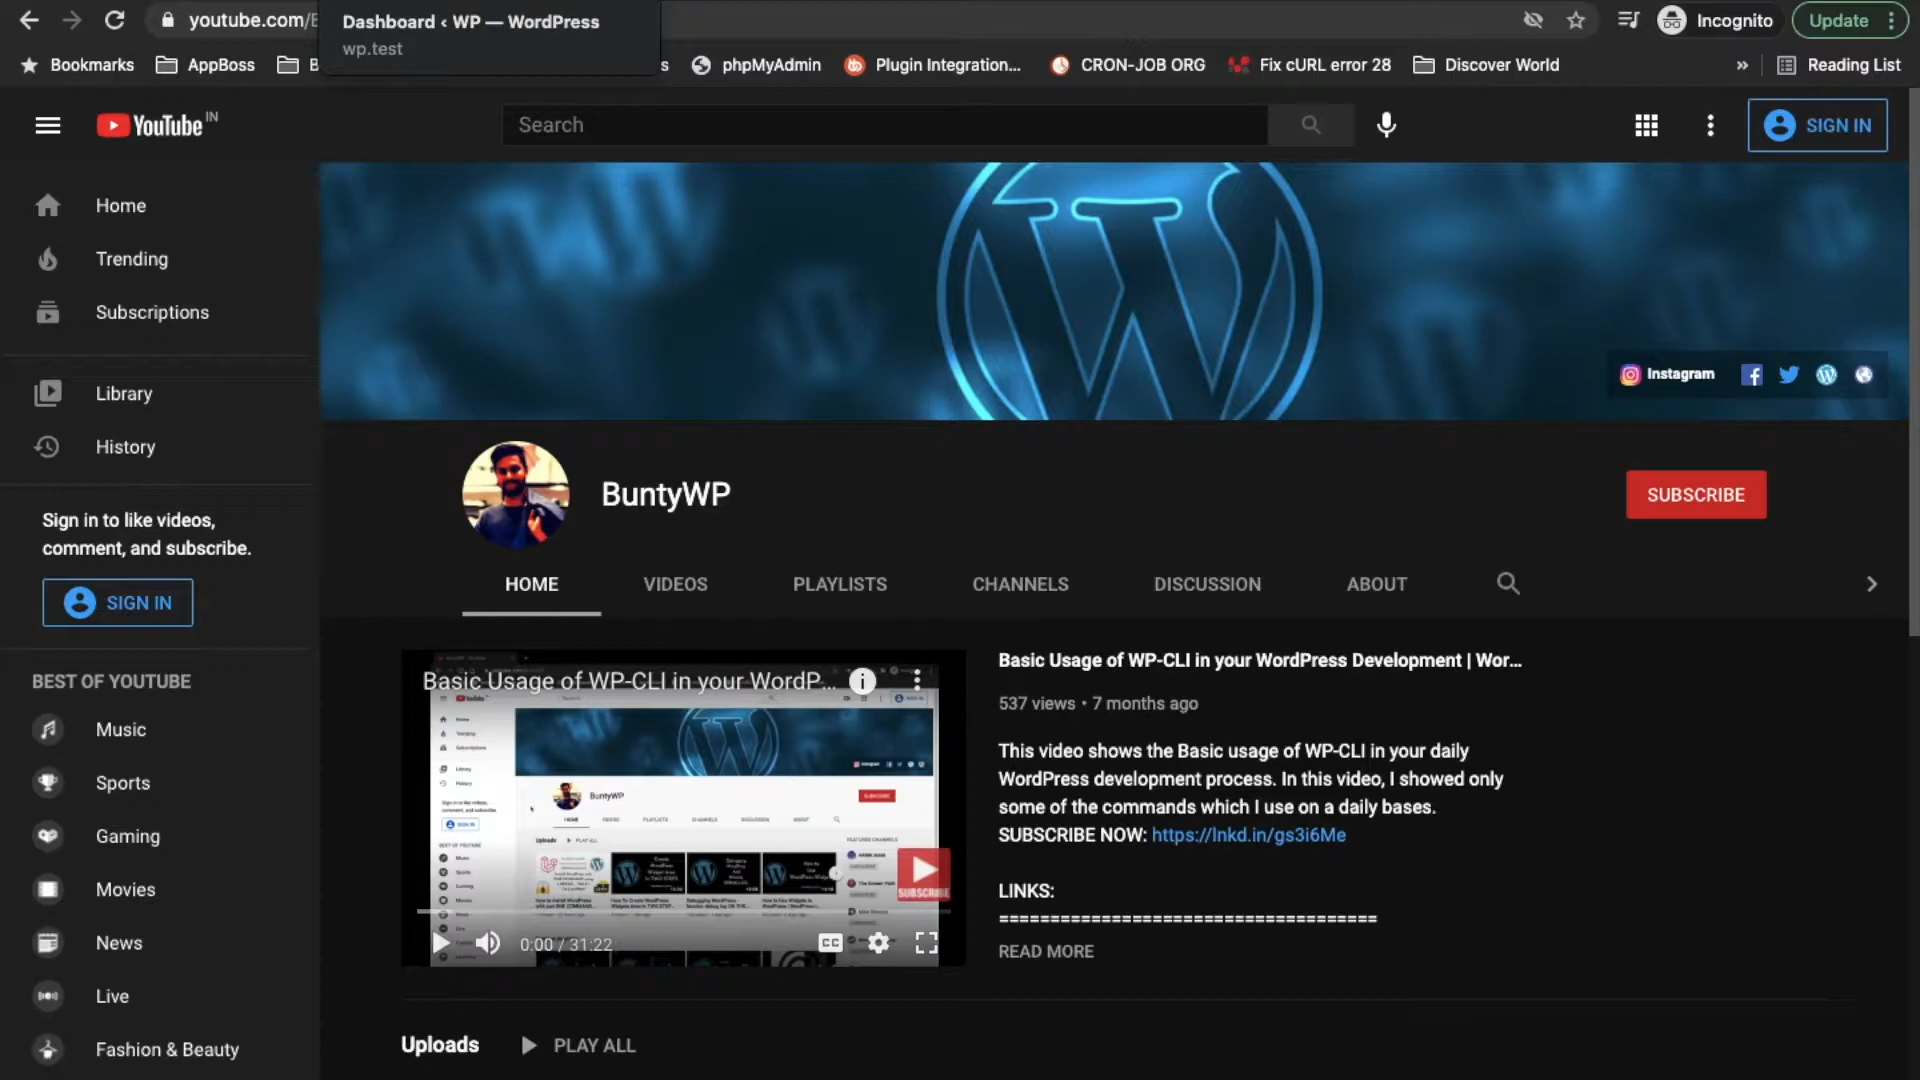 youtube.com/B
Dashboard ‹ WP — WordPress
wp.test
Incognito
Update
Bookmarks
AppBoss
B
s
phpMyAdmin
Plugin Integration...
CRON-JOB ORG
Fix cURL error 28
Discover World
»
Reading List
YouTube IN
Search
SIGN IN
Home
Trending
Subscriptions
Library
History
Sign in to like videos,
comment, and subscribe.
SIGN IN
BEST OF YOUTUBE
Music
Sports
Gaming
Movies
News
Live
Fashion & Beauty
Instagram
BuntyWP
SUBSCRIBE
HOME
VIDEOS
PLAYLISTS
CHANNELS
DISCUSSION
ABOUT
Basic Usage of WP-CLI in your WordP...
BuntyWP
SUBSCRIBE
0:00 / 31:22
CC
Basic Usage of WP-CLI in your WordPress Development | Wor...
537 views • 7 months ago
This video shows the Basic usage of WP-CLI in your daily
WordPress development process. In this video, I showed only
some of the commands which I use on a daily bases.
SUBSCRIBE NOW: https://lnkd.in/gs3i6Me
LINKS:
=====================================
READ MORE
Uploads
PLAY ALL